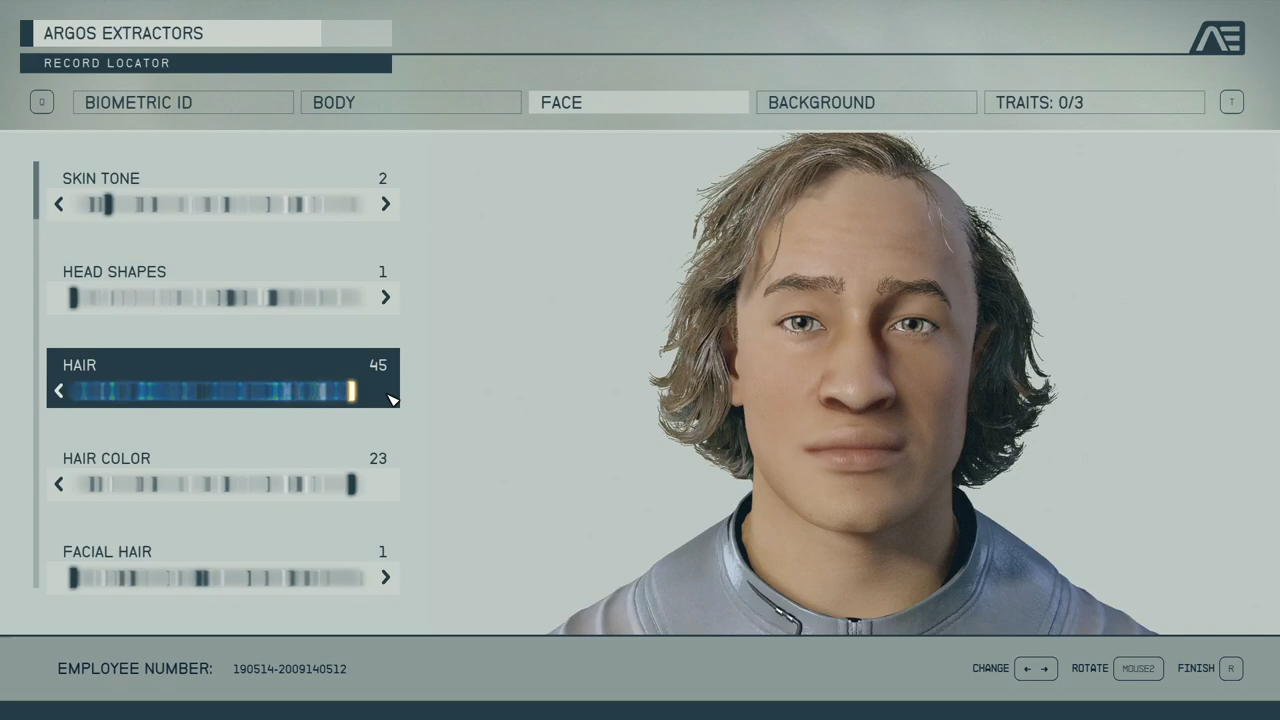 ARGOS EXTRACTORS
RECORD LOCATOR
AE
Q BIOMETRIC ID BODY FACE BACKGROUND TRAITS: 0/3 T
SKIN TONE 2
HEAD SHAPES 1
HAIR 45
HAIR COLOR 23
FACIAL HAIR 1
EMPLOYEE NUMBER: 190514-2009140512
CHANGE ← → ROTATE MOUSE2 FINISH R